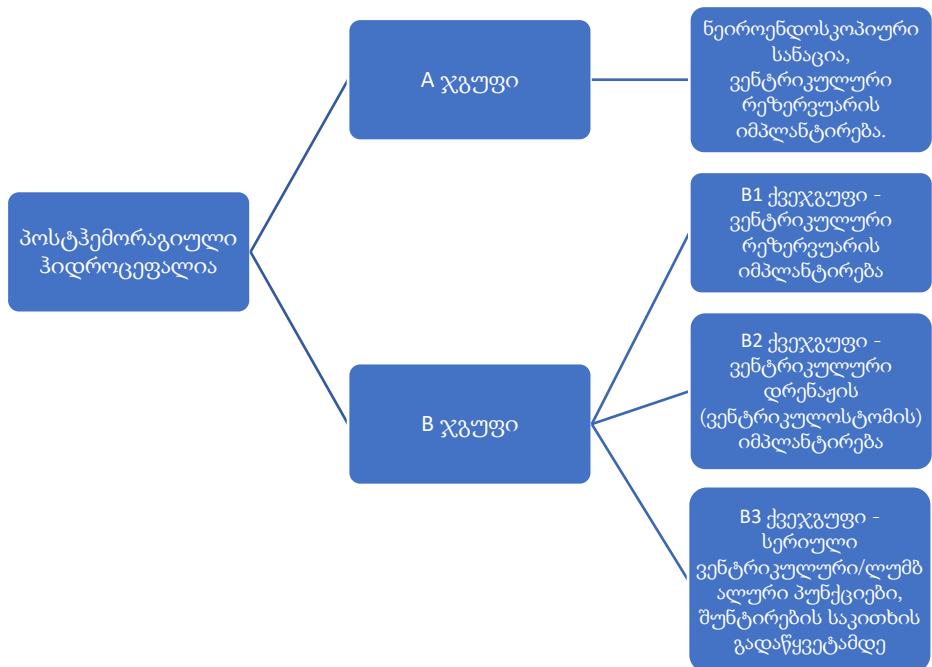 პოსტჰემორაგიული
ჰიდროცეფალია
A ჯგუფი
ნეიროენდოსკოპიური
სანაცია,
ვენტრიკულური
რეზერვუარის
იმპლანტირება.
B ჯგუფი
B1 ქვეჯგუფი -
ვენტრიკულური
რეზერვუარის
იმპლანტირება
B2 ქვეჯგუფი -
ვენტრიკულური
დრენაჟის
(ვენტრიკულოსტომის)
იმპლანტირება
B3 ქვეჯგუფი -
სერიული
ვენტრიკულური/ლუმბ
ალური პუნქციები,
შუნტირების საკითხის
გადაწყვეტამდე